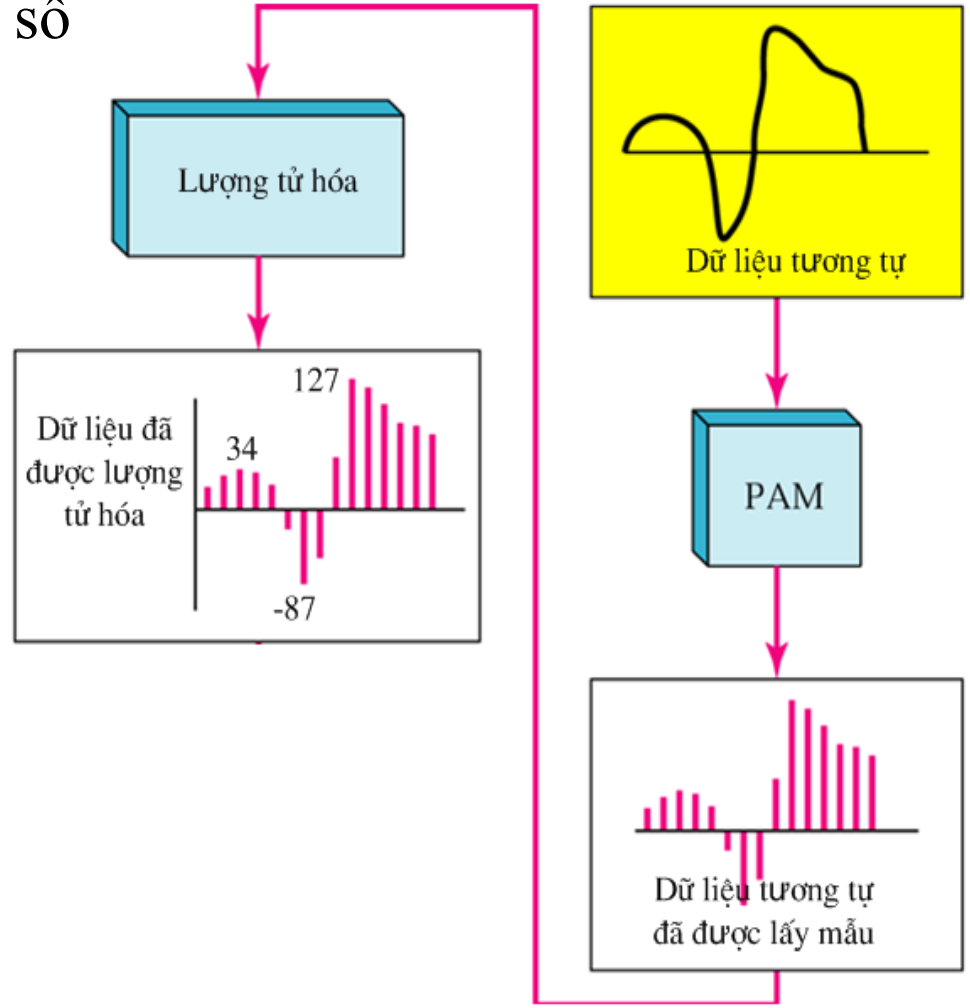 số
Lượng tử hóa
Dữ liệu tương tự
127
34
Dữ liệu đã
được lượng
tử hóa
-87
PAM
Dữ liệu tương tự
đã được lấy mẫu